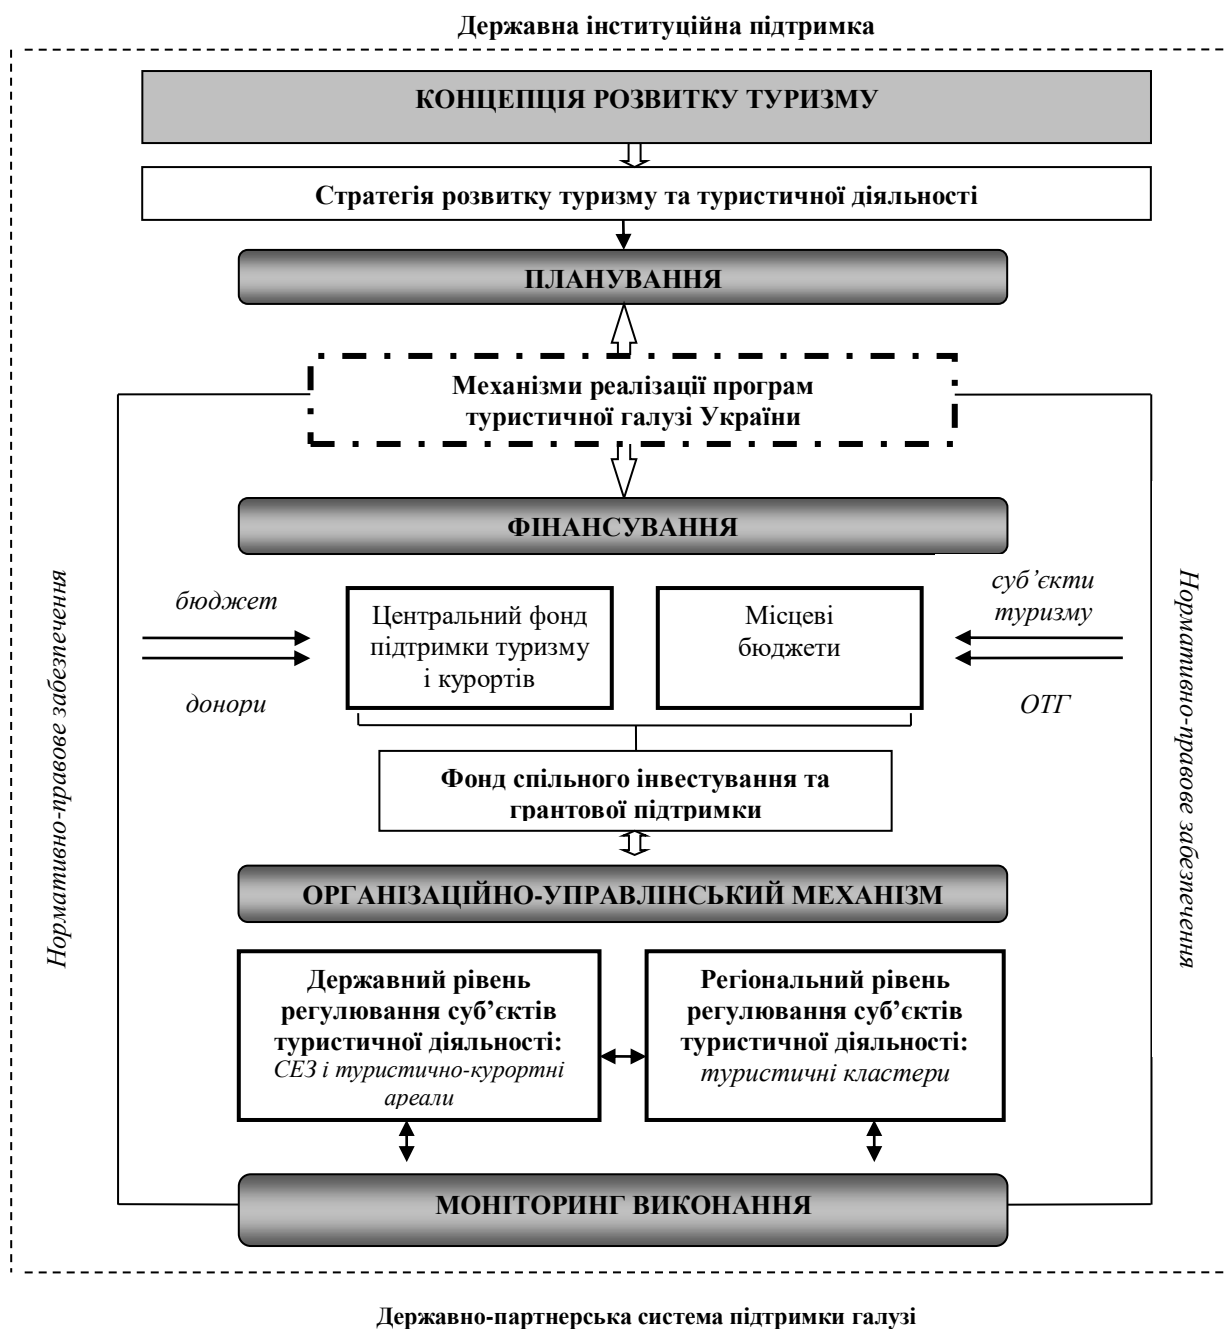 Державна інституційна підтримка
КОНЦЕПЦІЯ РОЗВИТКУ ТУРИЗМУ
Стратегія розвитку туризму та туристичної діяльності
ПЛАНУВАННЯ
Механізми реалізації програм
туристичної галузі України
ФІНАНСУВАННЯ
Нормативно-правове забезпечення
бюджет
донори
Центральний фонд
підтримки туризму
і курортів
Місцеві
бюджети
суб’єкти
туризму
ОТГ
Нормативно-правове забезпечення
Фонд спільного інвестування та
грантової підтримки
ОРГАНІЗАЦІЙНО-УПРАВЛІНСЬКИЙ МЕХАНІЗМ
Державний рівень
регулювання суб’єктів
туристичної діяльності:
СЕЗ і туристично-курортні
ареали
Регіональний рівень
регулювання суб’єктів
туристичної діяльності:
туристичні кластери
МОНІТОРИНГ ВИКОНАННЯ
Державно-партнерська система підтримки галузі